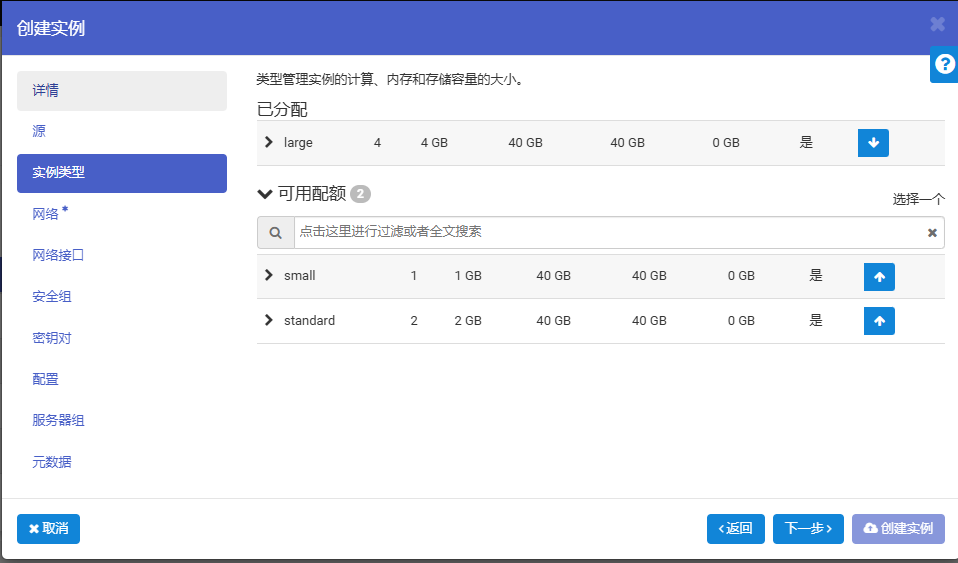 创建实例
详情
源
实例类型
网络 *
网络接口
安全组
密钥对
配置
服务器组
元数据
类型管理实例的计算、内存和存储容量的大小。
已分配
large 4 4 GB 40 GB 40 GB 0 GB 是
可用配额 2
选择一个
点击这里进行过滤或者全文搜索
small 1 1 GB 40 GB 40 GB 0 GB 是
standard 2 2 GB 40 GB 40 GB 0 GB 是
取消
返回
下一步
创建实例